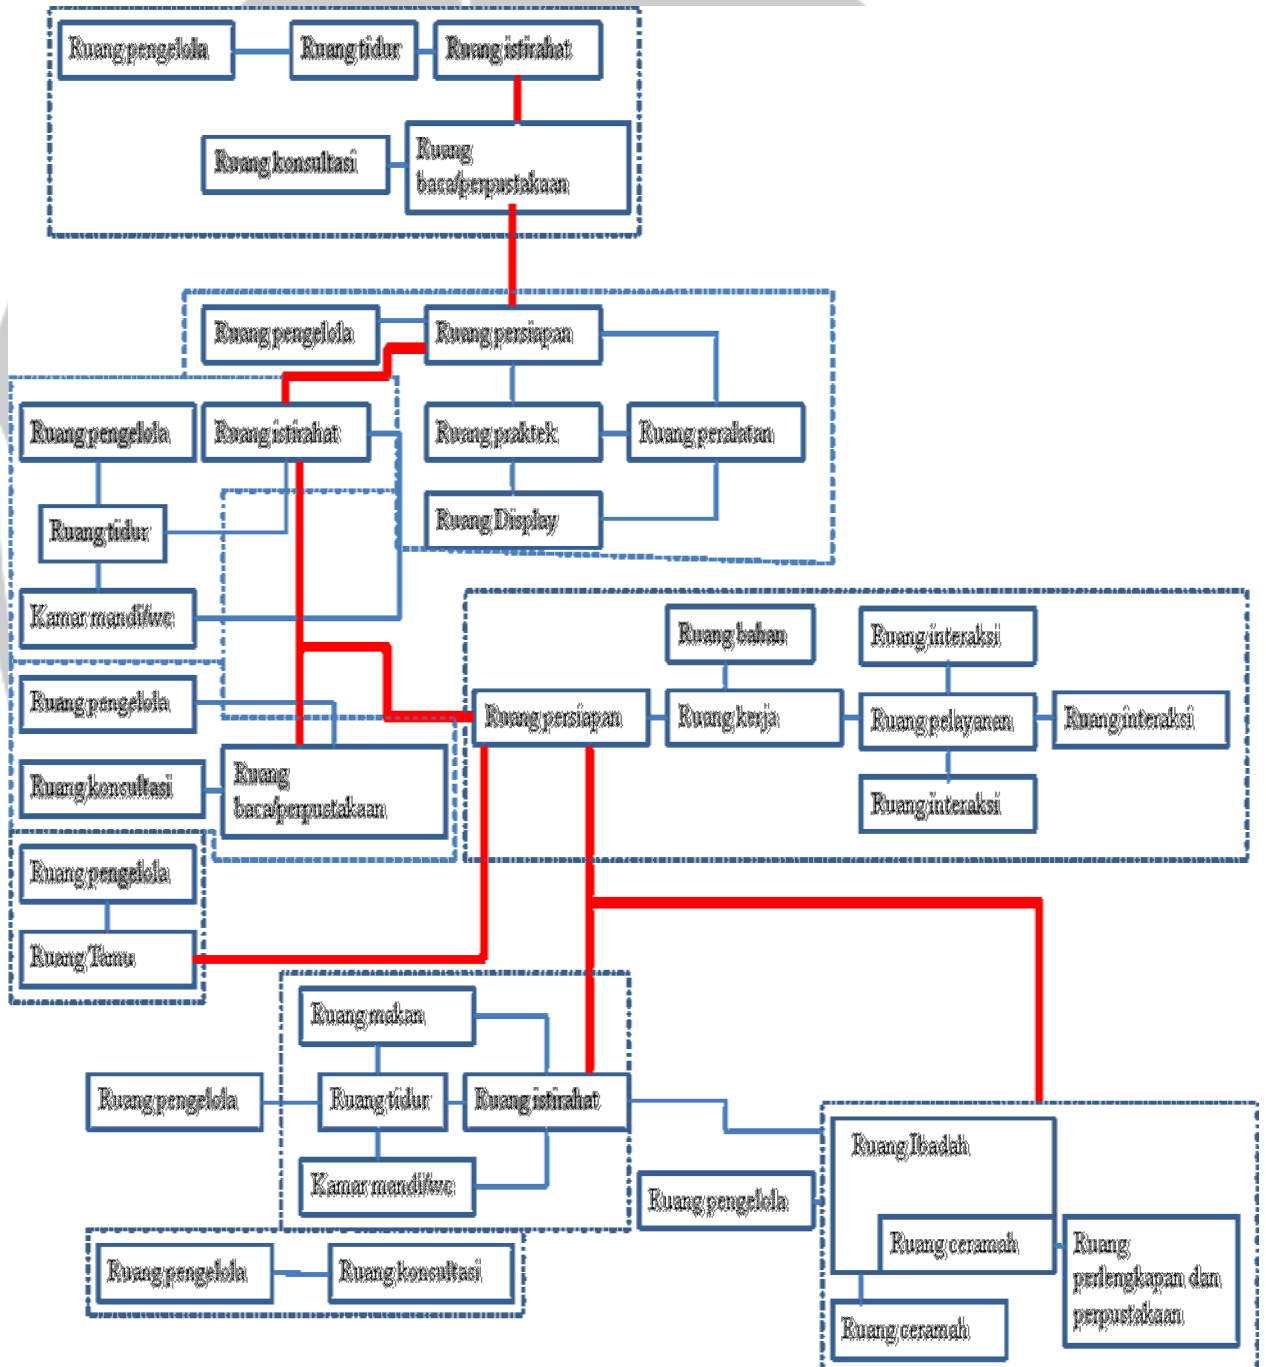 Ruang pengelola
Ruang tidur
Ruang istirahat
Ruang konsultasi
Ruang
baca/perpustakaan
Ruang pengelola
Ruang persiapan
Ruang pengelola
Ruang istirahat
Ruang praktek
Ruang peralatan
Ruang tidur
Ruang Display
Kamar mandi/wc
Ruang bahan
Ruang interaksi
Ruang pengelola
Ruang persiapan
Ruang kerja
Ruang pelayanan
Ruang interaksi
Ruang konsultasi
Ruang
baca/perpustakaan
Ruang interaksi
Ruang pengelola
Ruang Tamu
Ruang makan
Ruang pengelola
Ruang tidur
Ruang istirahat
Kamar mandi/wc
Ruang Ibadah
Ruang pengelola
Ruang ceramah
Ruang
perlengkapan dan
perpustakaan
Ruang pengelola
Ruang konsultasi
Ruang ceramah